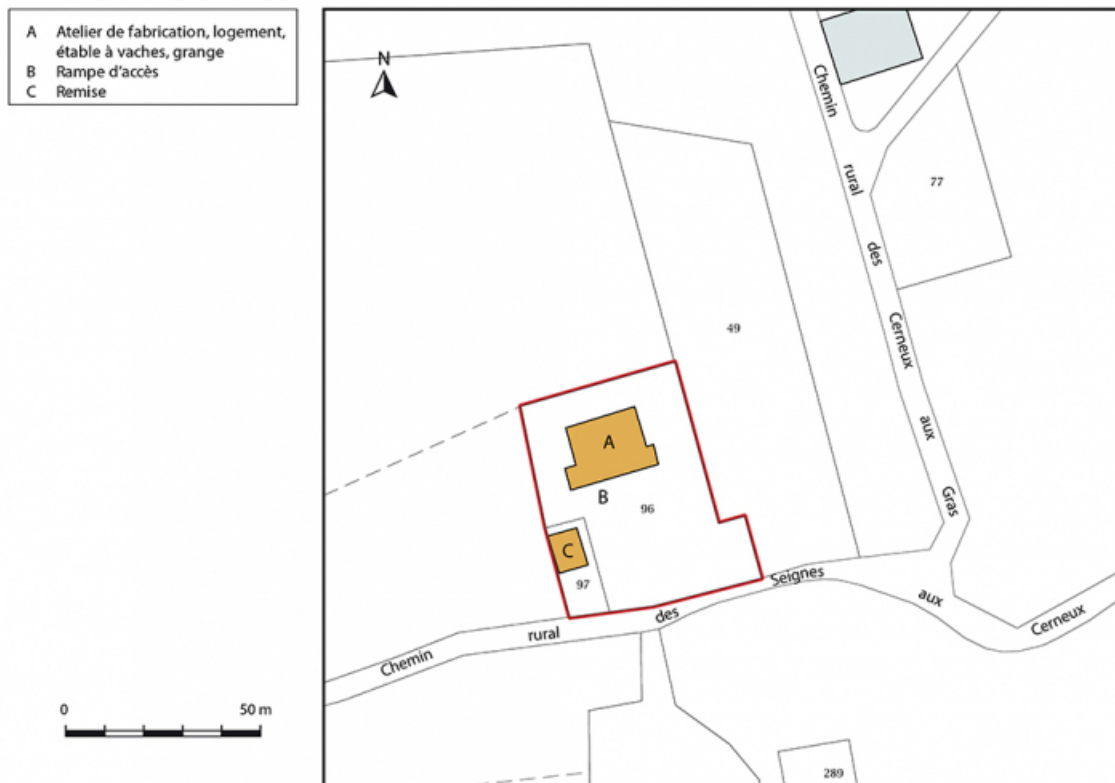 A Atelier de fabrication, logement,
étable à vaches, grange
B Rampe d'accès
C Remise
N
Chemin rural des Cerneux aux Gras
77
49
A
B
96
C
97
Chemin rural des Seignes aux Cerneux
0 50 m
289